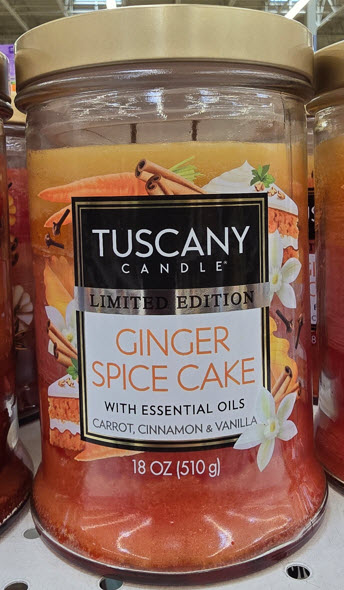 TUSCANY
CANDLE®
LIMITED EDITION
GINGER
SPICE CAKE
WITH ESSENTIAL OILS
CARROT, CINNAMON & VANILLA
18 OZ (510 g)